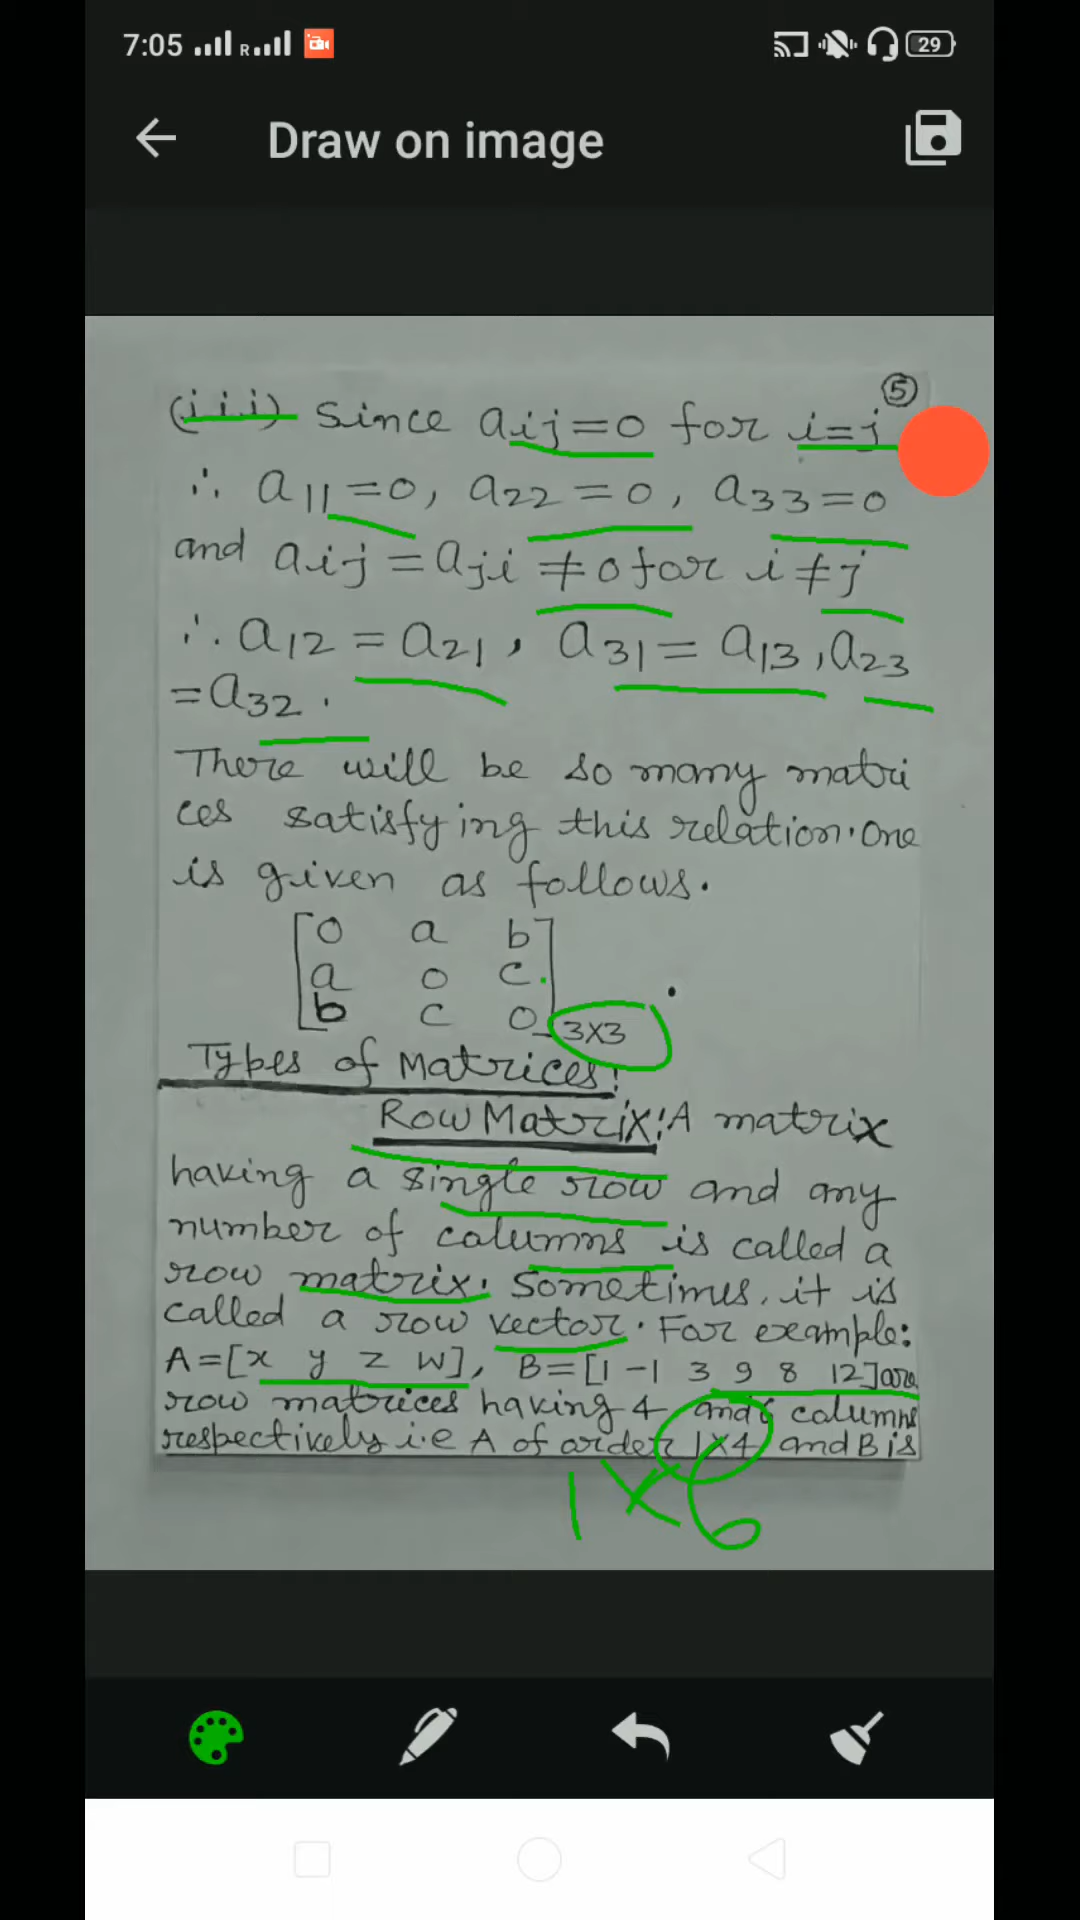 7:05 R 29
Draw on image
5
(iii) Since aij=0 for i=j
∴ a11=0, a22=0, a33=0
and aij=aji≠0 for i≠j
∴ a12=a21, a31=a13, a23
=a32.
There will be so many matri
ces satisfying this relation. One
is given as follows.
[0 a b
a 0 c
b c 0] 3X3
Types of Matrices:
Row Matrix: A matrix
having a single row and any
number of columns is called a
row matrix. Sometimes, it is
called a row vector. For example:
A=[x y z w], B=[1 -1 3 9 8 12] are
row matrices having 4 and 6 columns
respectively i.e A of order 1X4 and B is
1X6